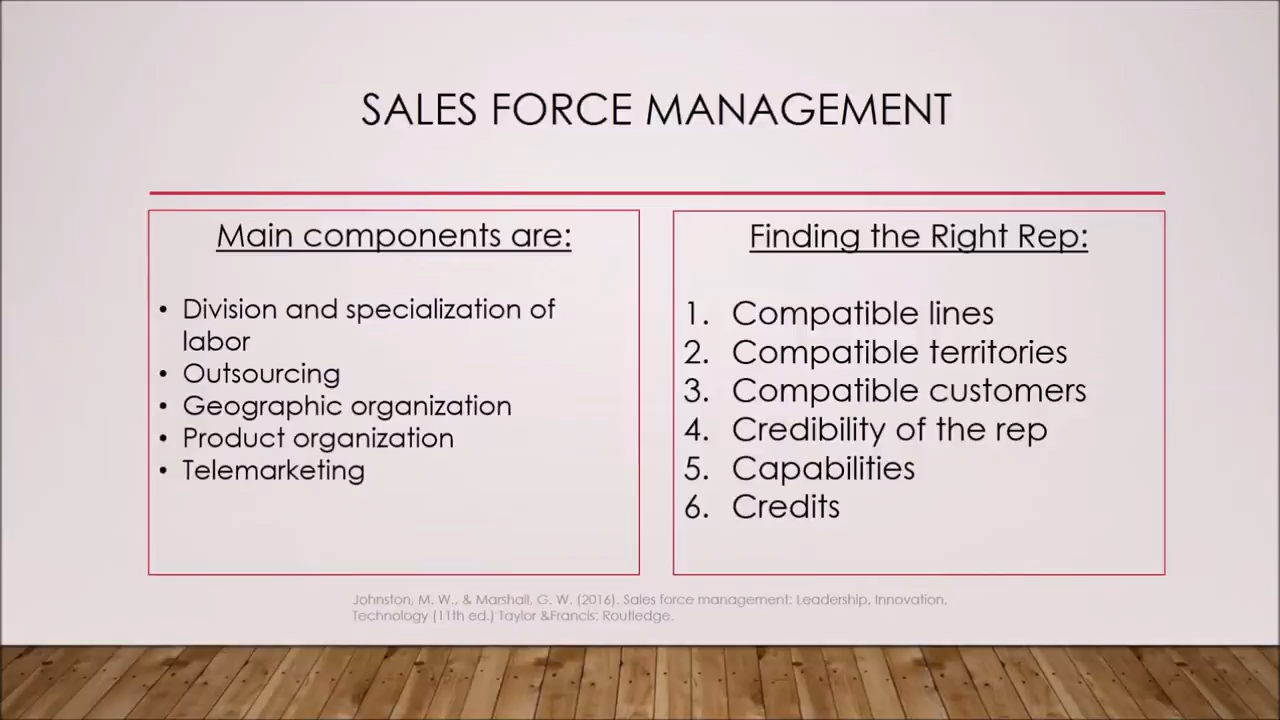 SALES FORCE MANAGEMENT
Main components are:
• Division and specialization of
labor
• Outsourcing
• Geographic organization
• Product organization
• Telemarketing
Finding the Right Rep:
1. Compatible lines
2. Compatible territories
3. Compatible customers
4. Credibility of the rep
5. Capabilities
6. Credits
Johnston, M. W., & Marshall, G. W. (2016). Sales force management: Leadership, Innovation,
Technology (11th ed.) Taylor &Francis: Routledge.